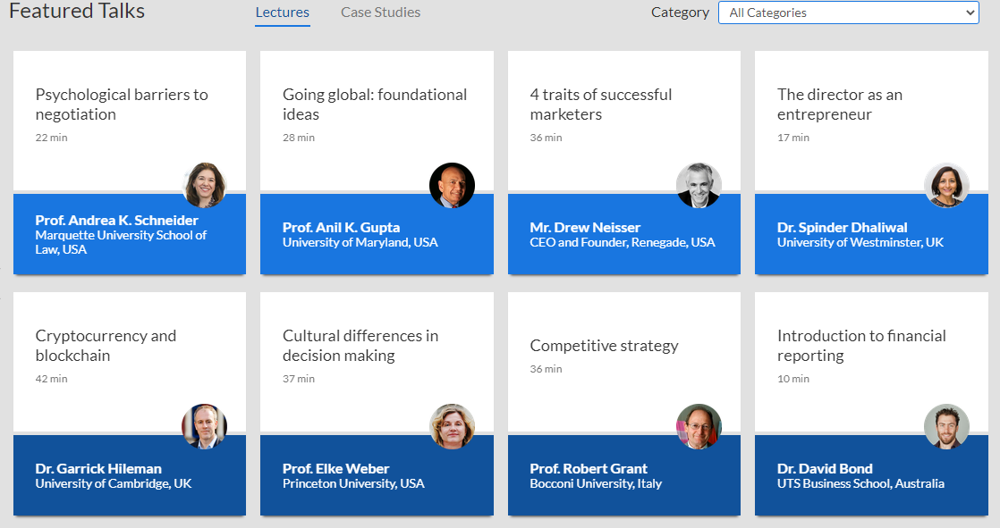 Featured Talks
Lectures
Case Studies
Category
All Categories
Psychological barriers to
negotiation
22 min
Prof. Andrea K. Schneider
Marquette University School of
Law, USA
Going global: foundational
ideas
28 min
Prof. Anil K. Gupta
University of Maryland, USA
4 traits of successful
marketers
36 min
Mr. Drew Neisser
CEO and Founder, Renegade, USA
The director as an
entrepreneur
17 min
Dr. Spinder Dhaliwal
University of Westminster, UK
Cryptocurrency and
blockchain
42 min
Dr. Garrick Hileman
University of Cambridge, UK
Cultural differences in
decision making
37 min
Prof. Elke Weber
Princeton University, USA
Competitive strategy
36 min
Prof. Robert Grant
Bocconi University, Italy
Introduction to financial
reporting
10 min
Dr. David Bond
UTS Business School, Australia